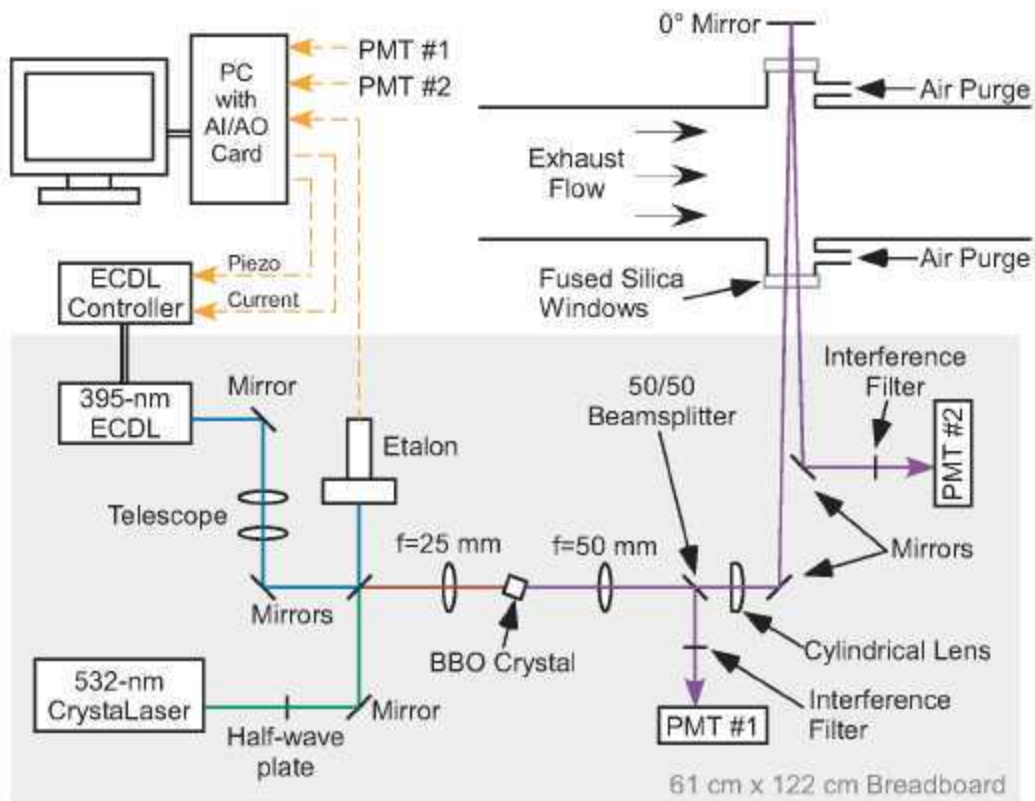 0° Mirror
PC
with
AI/AO
Card
PMT #1
PMT #2
Air Purge
Exhaust
Flow
Air Purge
Fused Silica
Windows
ECDL
Controller
Piezo
Current
395-nm
ECDL
Mirror
Etalon
Telescope
Mirrors
f=25 mm
f=50 mm
BBO Crystal
50/50
Beamsplitter
Interference
Filter
PMT #2
Mirrors
Cylindrical Lens
Interference
Filter
PMT #1
532-nm
CrystaLaser
Half-wave
plate
Mirror
61 cm x 122 cm Breadboard